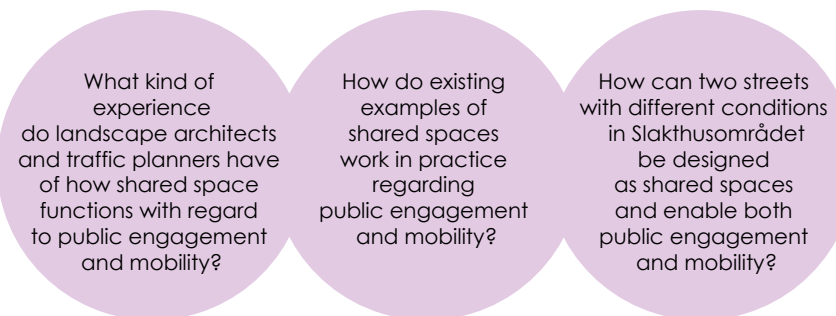 What kind of
experience
do landscape architects
and traffic planners have
of how shared space
functions with regard
to public engagement
and mobility?
How do existing
examples of
shared spaces
work in practice
regarding
public engagement
and mobility?
How can two streets
with different conditions
in Slakthusområdet
be designed
as shared spaces
and enable both
public engagement
and mobility?